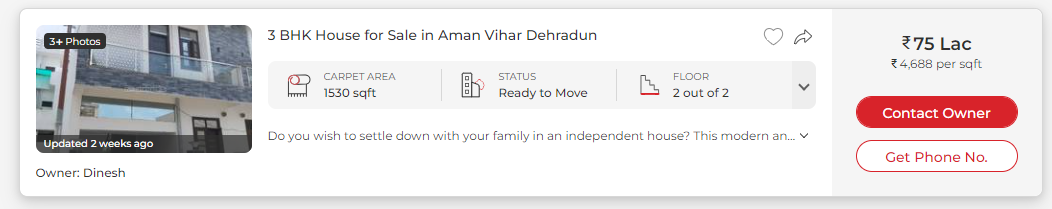 3+ Photos
Updated 2 weeks ago
Owner: Dinesh
3 BHK House for Sale in Aman Vihar Dehradun
CARPET AREA
1530 sqft
STATUS
Ready to Move
FLOOR
2 out of 2
Do you wish to settle down with your family in an independent house? This modern an...
₹75 Lac
₹4,688 per sqft
Contact Owner
Get Phone No.